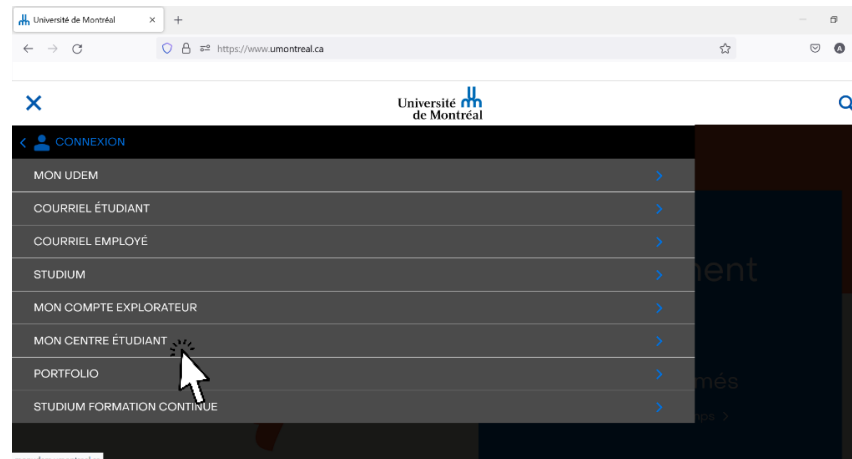 Université de Montréal
https://www.umontreal.ca
Université
de Montréal
CONNEXION
MON UDEM
COURRIEL ÉTUDIANT
COURRIEL EMPLOYÉ
STUDIUM
MON COMPTE EXPLORATEUR
MON CENTRE ÉTUDIANT
PORTFOLIO
STUDIUM FORMATION CONTINUE